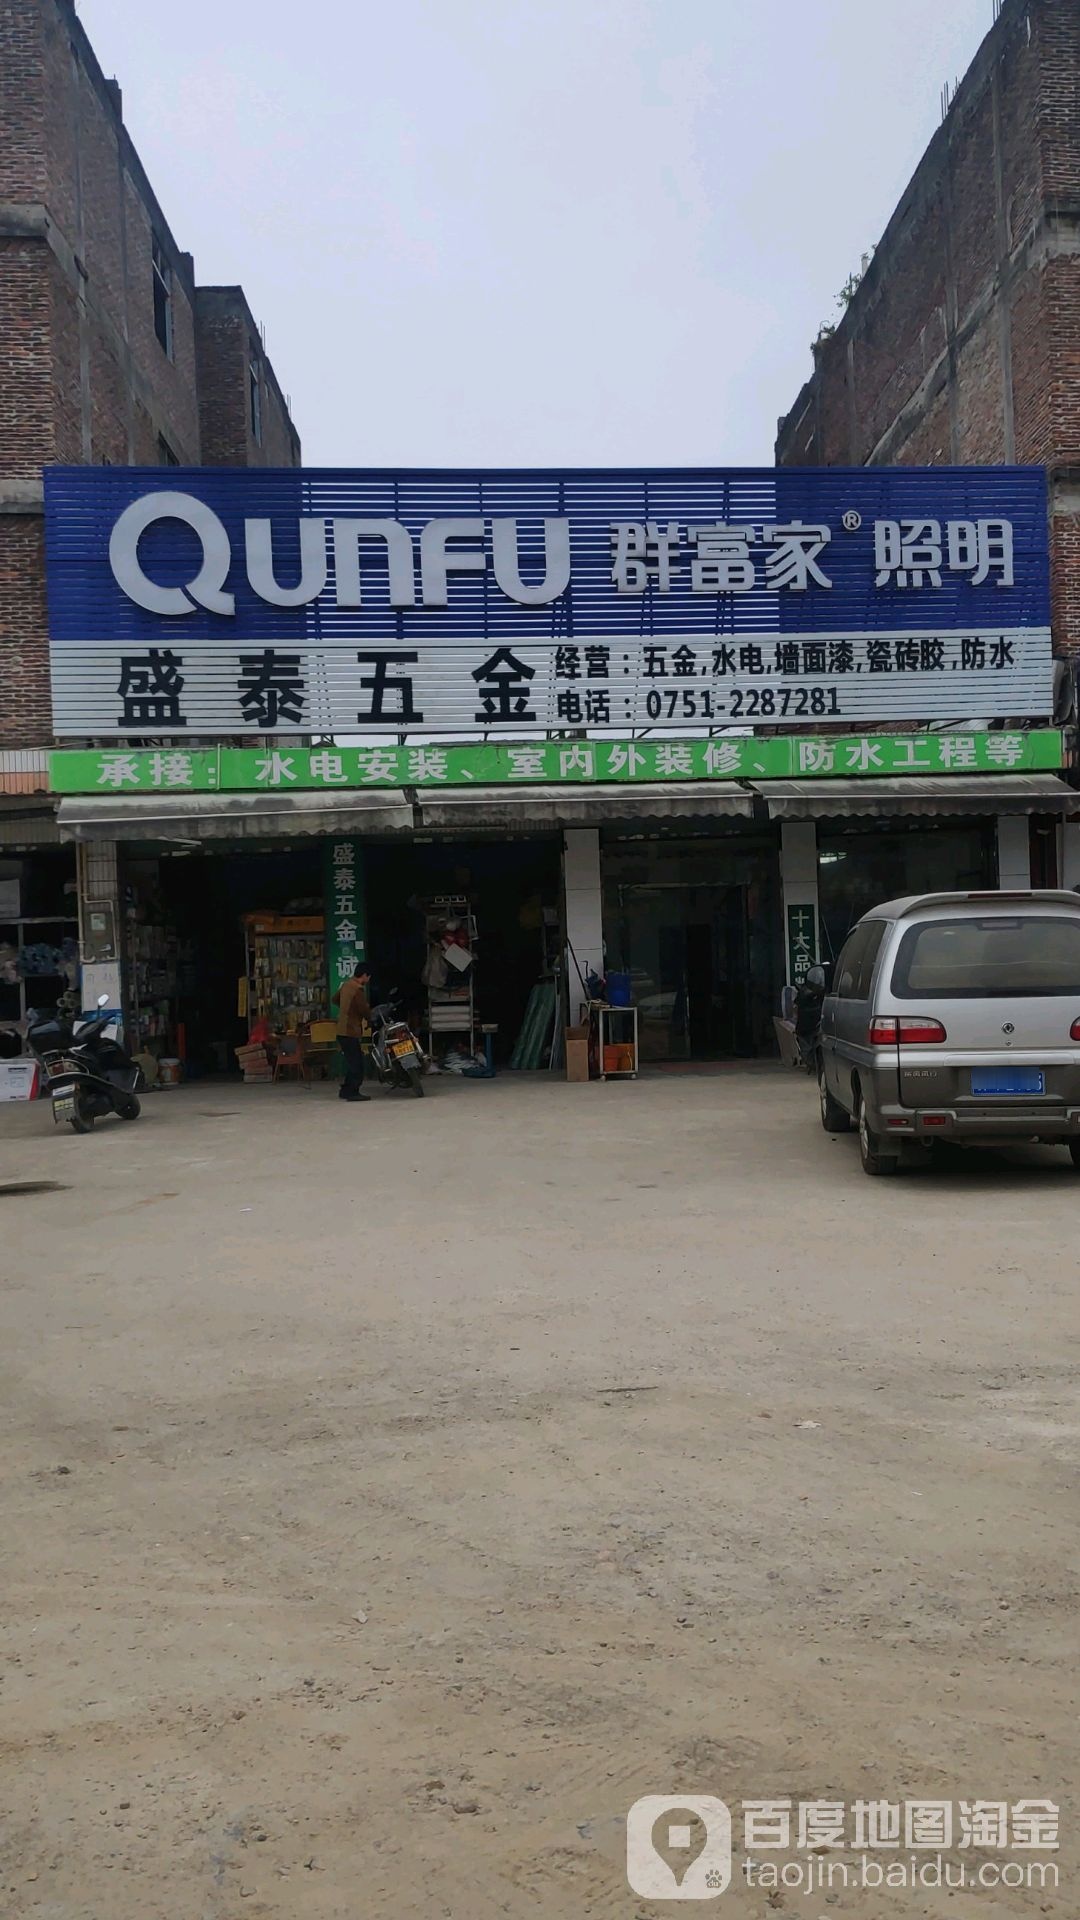 QUNFU 群富家® 照明
盛泰五金
经营：五金,水电,墙面漆,瓷砖胶,防水
电话：0751-2287281
承接：水电安装、室内外装修、防水工程等
盛泰五金 诚
十大品
百度地图淘金
taojin.baidu.com